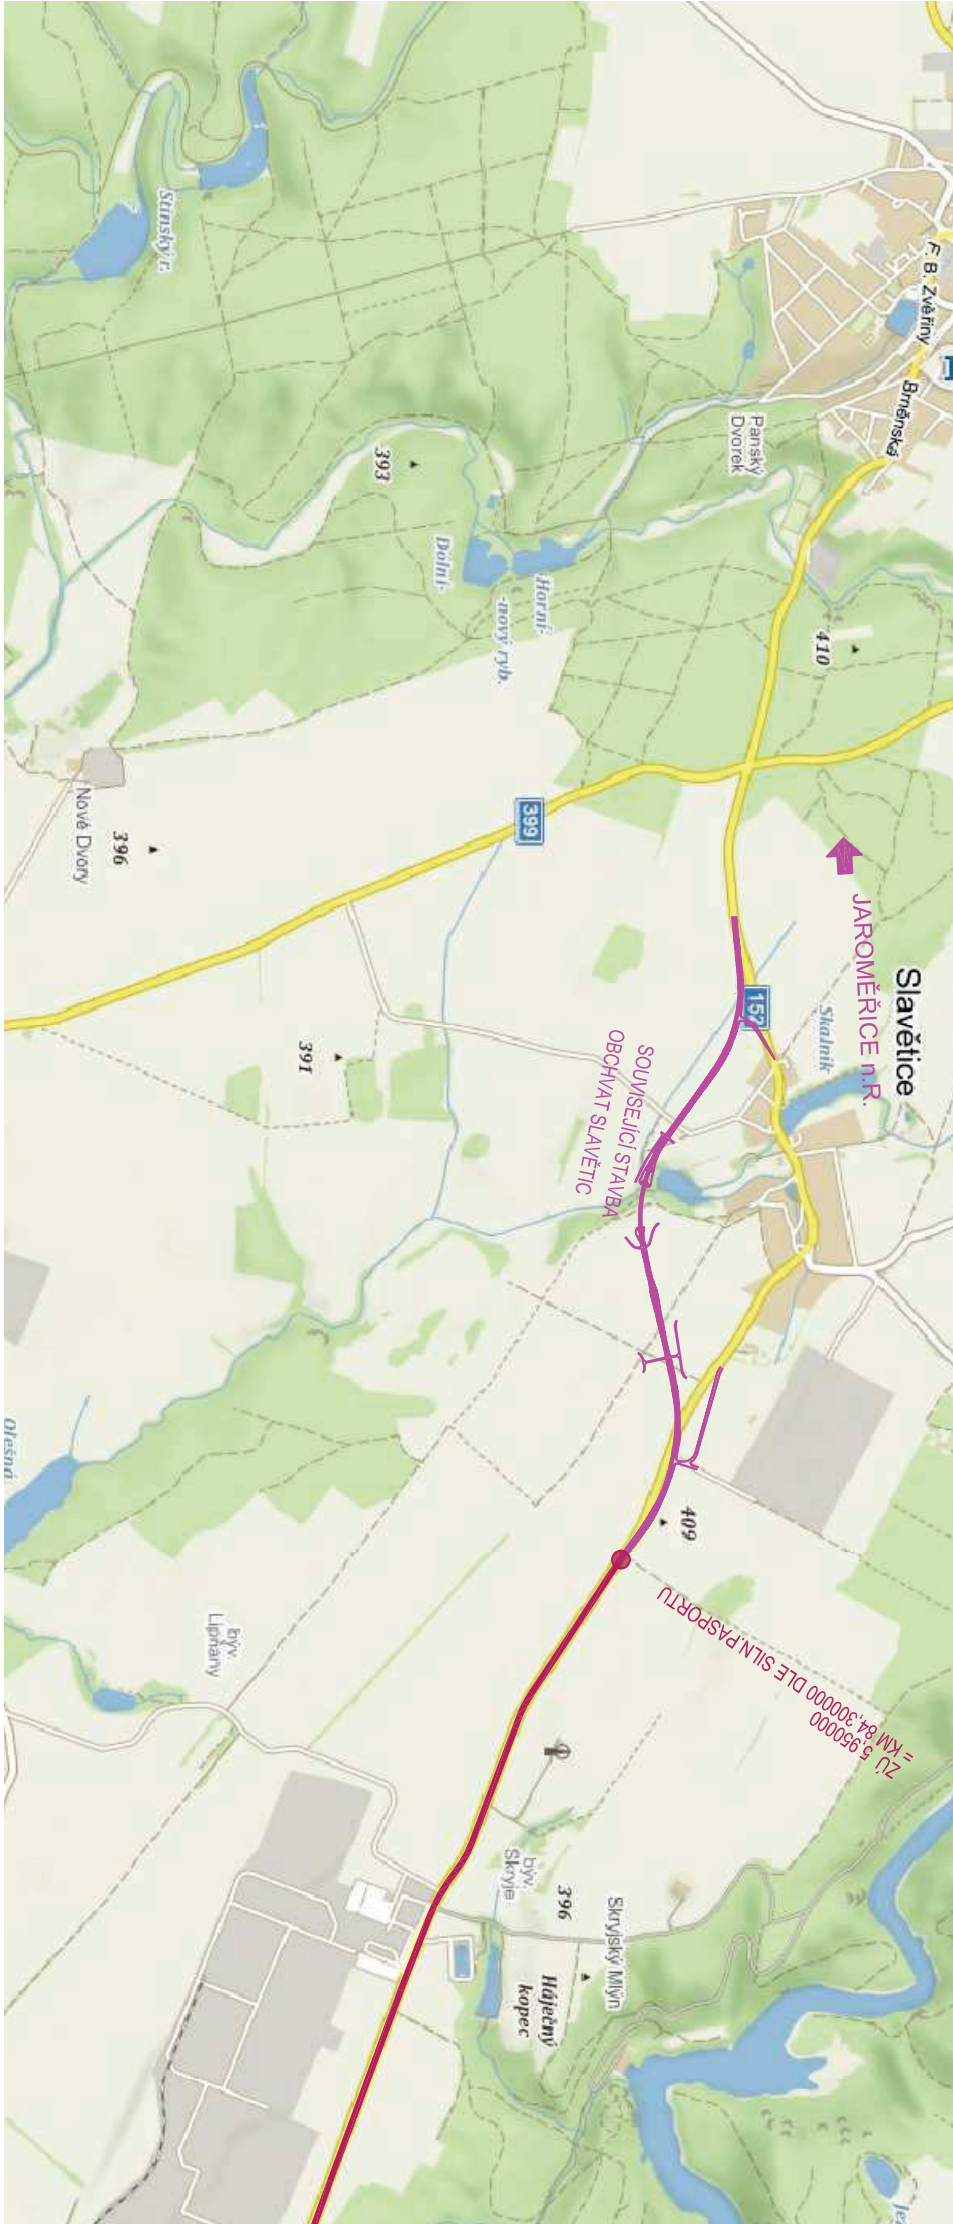 F. B. Zvěřiny
Brněnská
Stínský r.
Panský
Dvorek
393
Dolní-
Horní-
-nový ryb.
410
399
Nové Dvory
396
JAROMĚŘICE n.R.
Slavětice
152
Skalník
391
SOUVISEJÍCÍ STAVBA
OBCHVAT SLAVĚTIC
Olešná
409
ZÚ 5,950000
= KM 84,300000 DLE SILN.PASPORTU
býv.
Lipňany
býv.
Skryje
396
Skryjský Mlýn
Háječný
kopec